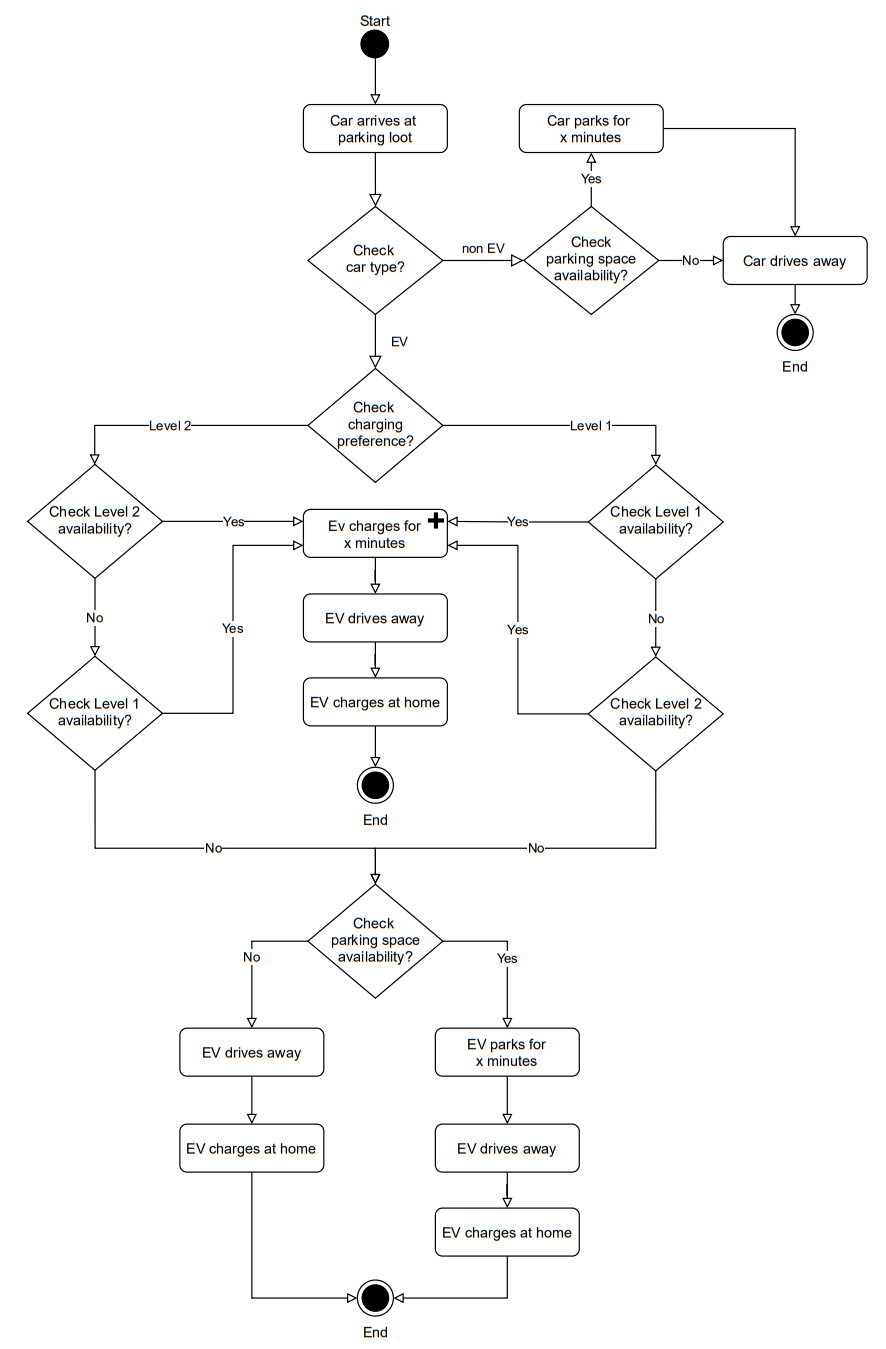 Start
Car arrives at
parking loot
Car parks for
x minutes
Yes
Check
car type?
non EV
Check
parking space
availability?
No
Car drives away
End
EV
Check
charging
preference?
Level 2
Level 1
Check Level 2
availability?
Yes
Ev charges for
x minutes
Yes
Check Level 1
availability?
No
Yes
EV drives away
Yes
No
Check Level 1
availability?
EV charges at home
Check Level 2
availability?
End
No
No
Check
parking space
availability?
No
Yes
EV drives away
EV parks for
x minutes
EV charges at home
EV drives away
EV charges at home
End